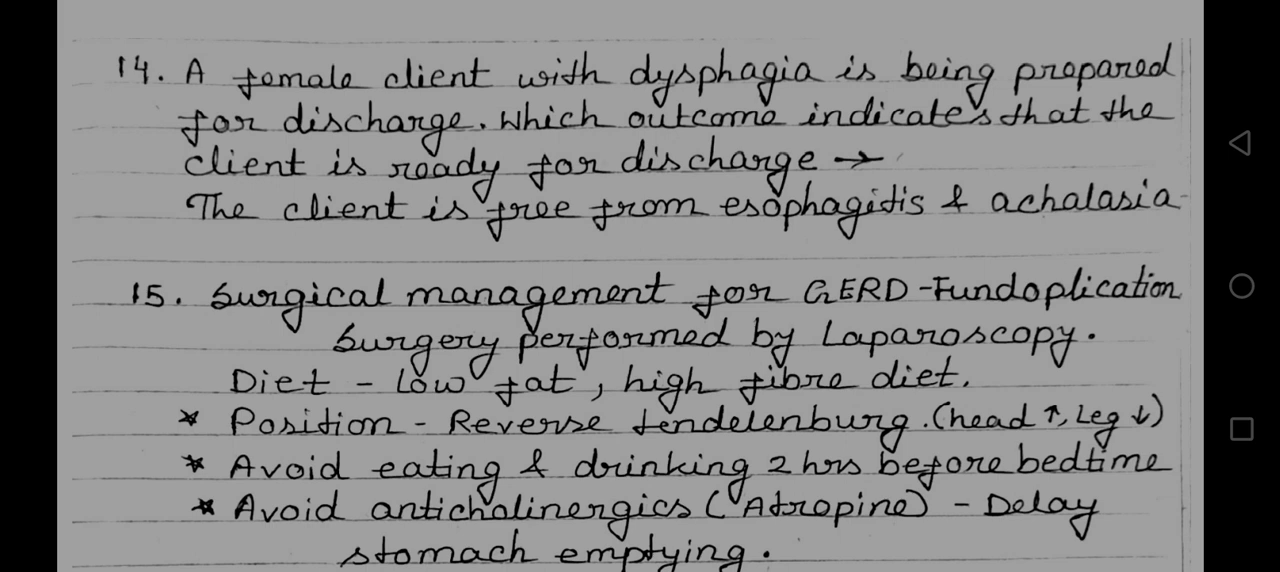 14. A female client with dysphagia is being prepared
for discharge. Which outcome indicates that the
client is ready for discharge →
The client is free from esophagitis & achalasia
15. Surgical management for GERD - Fundoplication
Surgery performed by Laparoscopy.
Diet - Low fat, high fibre diet.
* Position - Reverse tendelenburg. (head ↑, Leg ↓)
* Avoid eating & drinking 2 hrs before bedtime
* Avoid anticholinergics (Atropine) - Delay
stomach emptying.